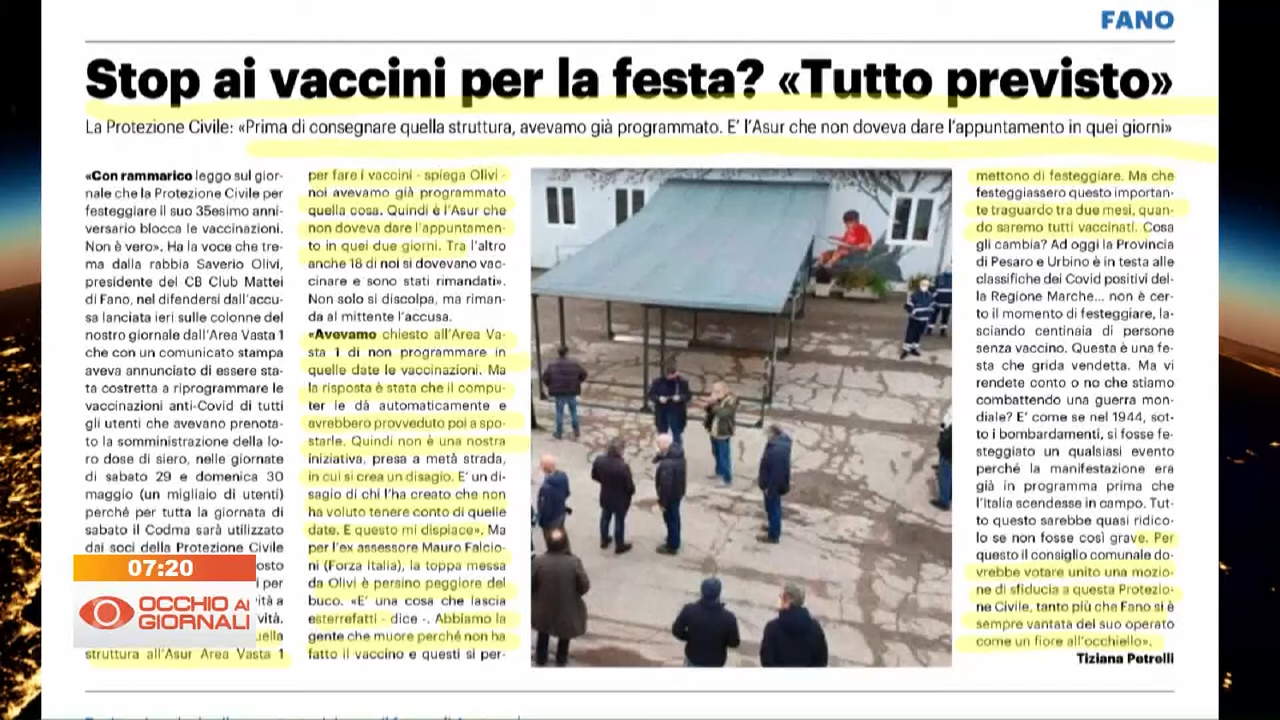 FANO
Stop ai vaccini per la festa? «Tutto previsto»
La Protezione Civile: «Prima di consegnare quella struttura, avevamo già programmato. E' l'Asur che non doveva dare l'appuntamento in quei giorni»
«Con rammarico leggo sul gior-
nale che la Protezione Civile per
festeggiare il suo 35esimo anni-
versario blocca le vaccinazioni.
Non è vero». Ha la voce che tre-
ma dalla rabbia Saverio Olivi,
presidente del CB Club Mattei
di Fano, nel difendersi dall'accu-
sa lanciata ieri sulle colonne del
nostro giornale dall'Area Vasta 1
che con un comunicato stampa
aveva annunciato di essere sta-
ta costretta a riprogrammare le
vaccinazioni anti-Covid di tutti
gli utenti che avevano prenota-
to la somministrazione della lo-
ro dose di siero, nelle giornate
di sabato 29 e domenica 30
maggio (un migliaio di utenti)
perché per tutta la giornata di
sabato il Codma sarà utilizzato
dai soci della Protezione Civile
osto
i per
ità a
vità.
uella
struttura all'Asur Area Vasta 1
per fare i vaccini - spiega Olivi -
noi avevamo già programmato
quella cosa. Quindi è l'Asur che
non doveva dare l'appuntamen-
to in quei due giorni. Tra l'altro
anche 18 di noi si dovevano vac-
cinare e sono stati rimandati».
Non solo si discolpa, ma riman-
da al mittente l'accusa.
«Avevamo chiesto all'Area Va-
sta 1 di non programmare in
quelle date le vaccinazioni. Ma
la risposta è stata che il compu-
ter le dà automaticamente e
avrebbero provveduto poi a spo-
starle. Quindi non è una nostra
iniziativa, presa a metà strada,
in cui si crea un disagio. E' un di-
sagio di chi l'ha creato che non
ha voluto tenere conto di quelle
date. E questo mi dispiace». Ma
per l'ex assessore Mauro Falcio-
ni (Forza Italia), la toppa messa
da Olivi è persino peggiore del
buco. «E' una cosa che lascia
esterrefatti - dice -. Abbiamo la
gente che muore perché non ha
fatto il vaccino e questi si per-
mettono di festeggiare. Ma che
festeggiassero questo importan-
te traguardo tra due mesi, quan-
do saremo tutti vaccinati. Cosa
gli cambia? Ad oggi la Provincia
di Pesaro e Urbino è in testa alle
classifiche dei Covid positivi del-
la Regione Marche... non è cer-
to il momento di festeggiare, la-
sciando centinaia di persone
senza vaccino. Questa è una fe-
sta che grida vendetta. Ma vi
rendete conto o no che stiamo
combattendo una guerra mon-
diale? E' come se nel 1944, sot-
to i bombardamenti, si fosse fe-
steggiato un qualsiasi evento
perché la manifestazione era
già in programma prima che
l'Italia scendesse in campo. Tut-
to questo sarebbe quasi ridico-
lo se non fosse così grave. Per
questo il consiglio comunale do-
vrebbe votare unito una mozio-
ne di sfiducia a questa Protezio-
ne Civile, tanto più che Fano si è
sempre vantata del suo operato
come un fiore all'occhiello».
Tiziana Petrelli
07:20
OCCHIO AI
GIORNALI